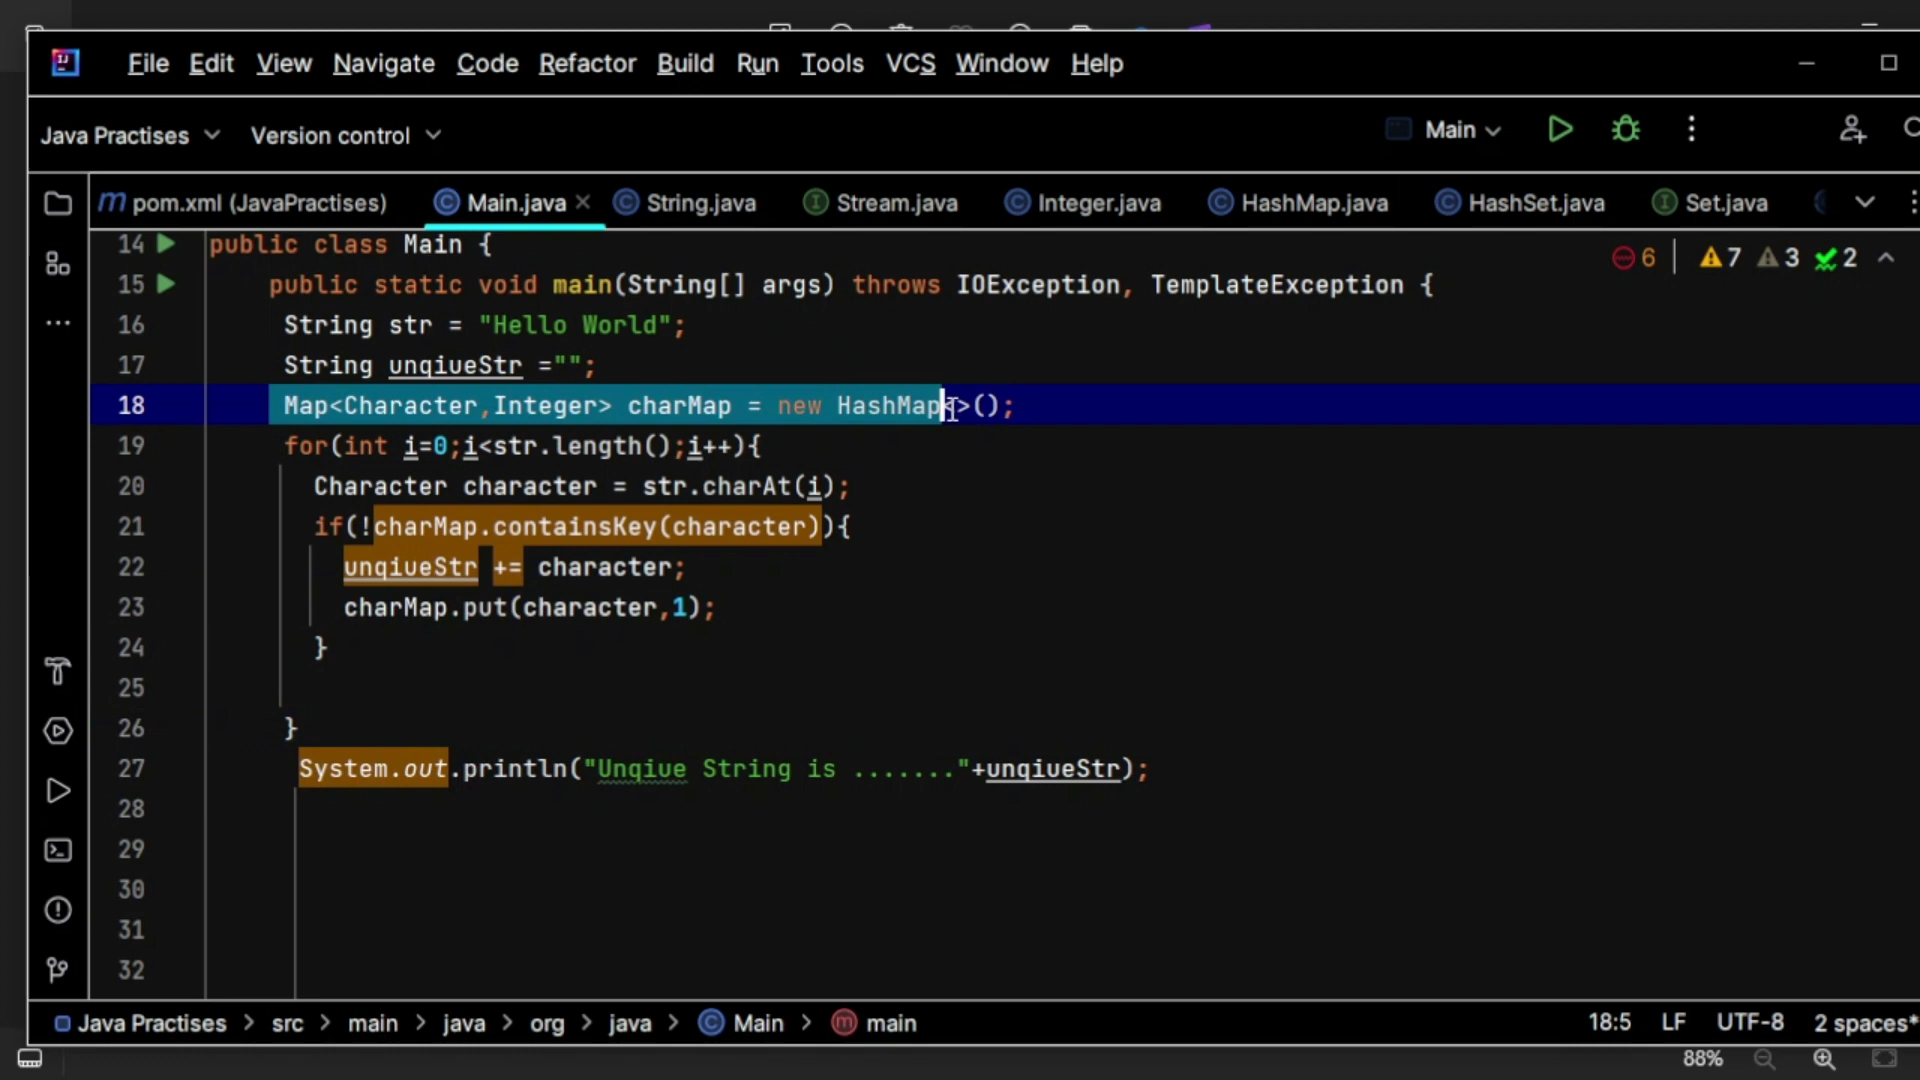 File Edit View Navigate Code Refactor Build Run Tools VCS Window Help
Java Practises Version control Main
pom.xml (JavaPractises) Main.java String.java Stream.java Integer.java HashMap.java HashSet.java Set.java
14 public class Main {
6 7 3 2
15 public static void main(String[] args) throws IOException, TemplateException {
16 String str = "Hello World";
17 String unqiueStr ="";
18 Map<Character,Integer> charMap = new HashMap<>();
19 for(int i=0;i<str.length();i++){
20 Character character = str.charAt(i);
21 if(!charMap.containsKey(character)){
22 unqiueStr += character;
23 charMap.put(character,1);
24 }
25
26 }
27 System.out.println("Unqiue String is ......."+unqiueStr);
28
29
30
31
32
Java Practises > src > main > java > org > java > Main > main 18:5 LF UTF-8 2 spaces*
88%